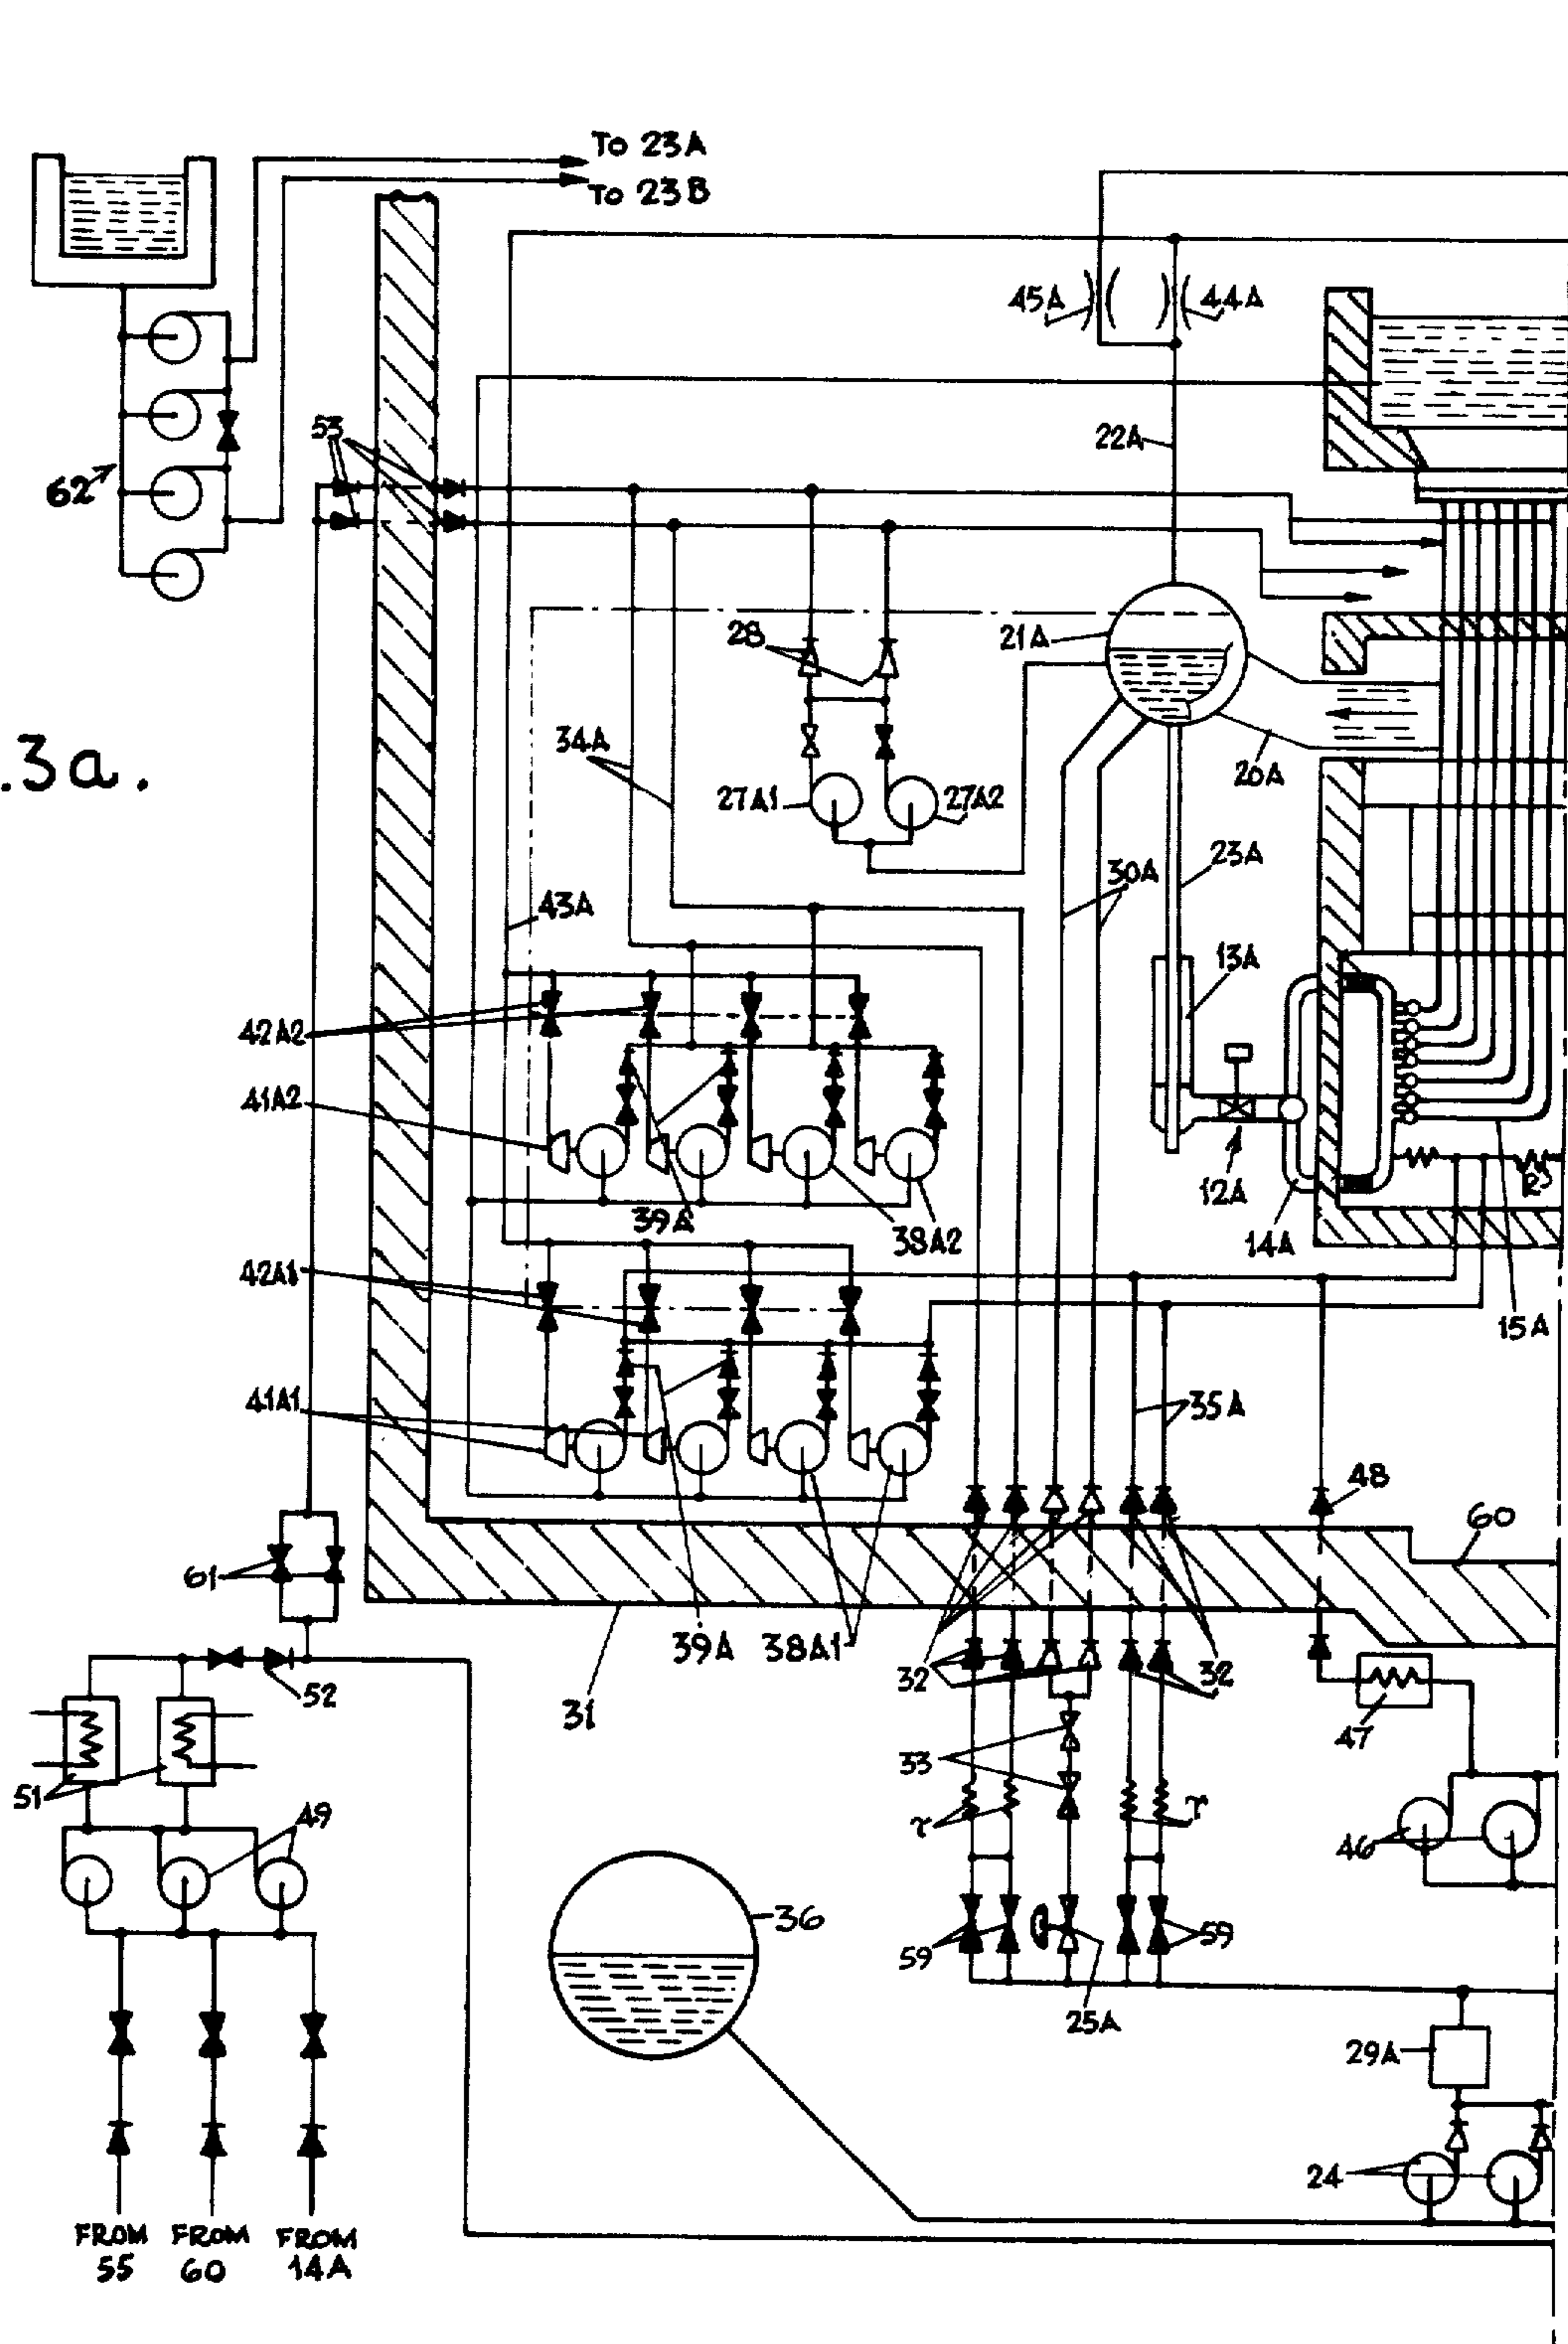 To 23A
To 23B
45A
44A
22A
53
62
21A
28
.3a.
34A
20A
27A1
27A2
23A
30A
43A
13A
42A2
41A2
12A
39A
38A2
14A
R
42A1
15A
41A1
35A
48
60
61
39A
38A1
32
32
52
31
47
33
51
49
r
r
46
36
59
59
25A
29A
24
FROM
55
FROM
60
FROM
14A